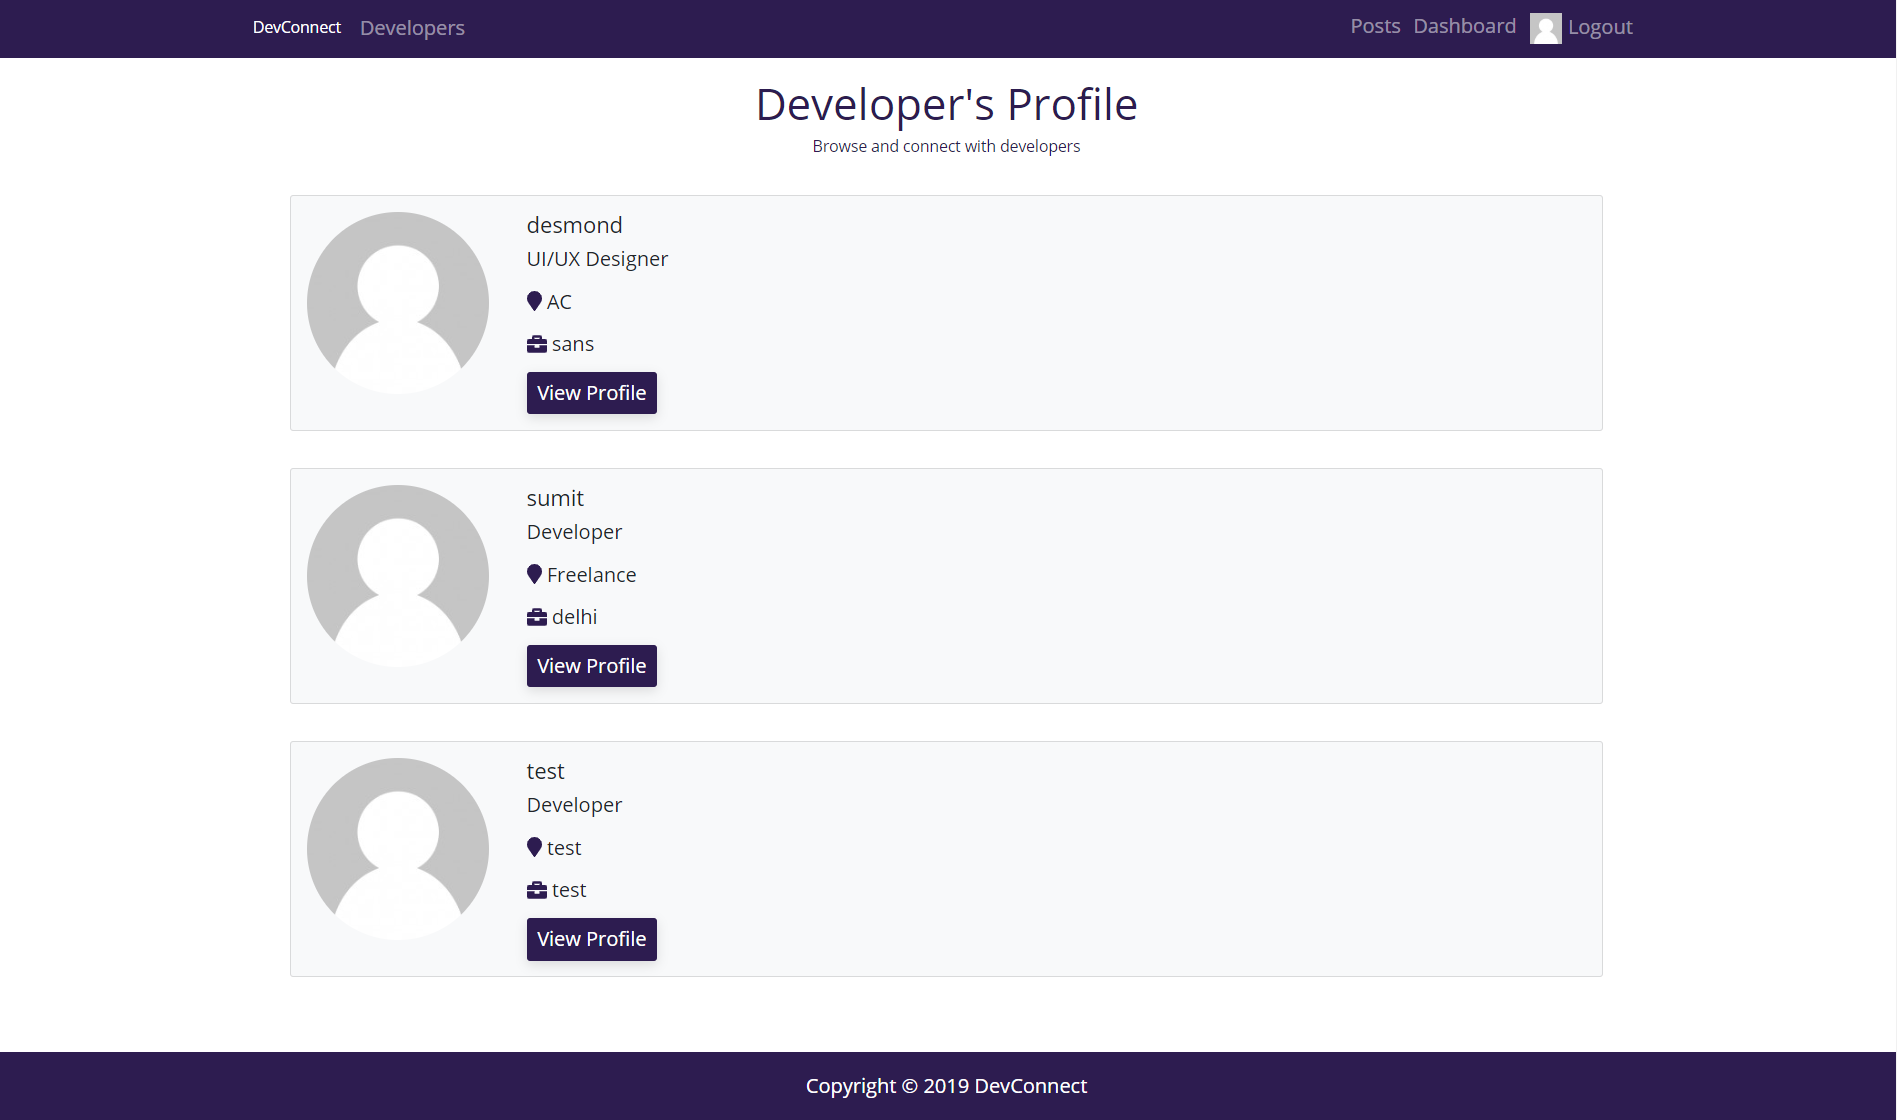 DevConnect Developers Posts Dashboard Logout
Developer's Profile
Browse and connect with developers
desmond
UI/UX Designer
AC
sans
View Profile
sumit
Developer
Freelance
delhi
View Profile
test
Developer
test
test
View Profile
Copyright © 2019 DevConnect